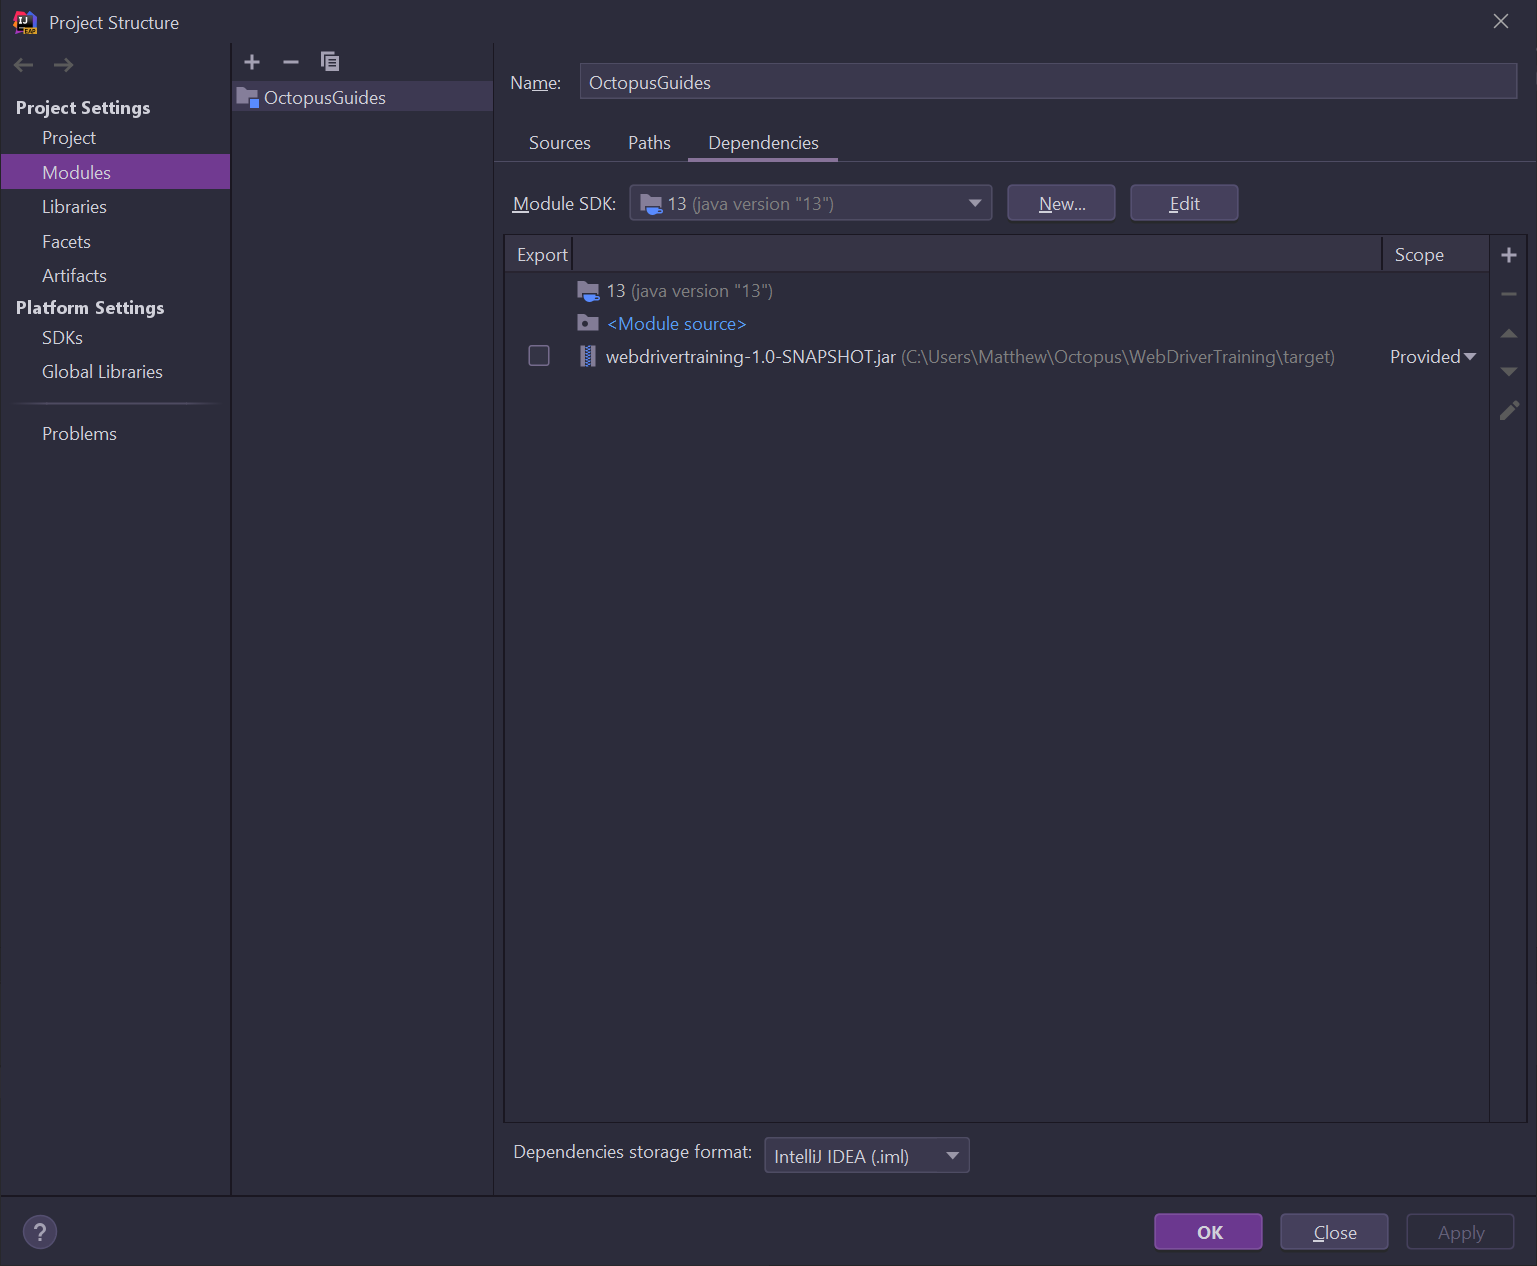 Project Structure
Project Settings
Project
Modules
Libraries
Facets
Artifacts
Platform Settings
SDKs
Global Libraries
Problems
OctopusGuides
Name: OctopusGuides
Sources Paths Dependencies
Module SDK: 13 (java version "13") New... Edit
Export Scope
13 (java version "13")
<Module source>
webdrivertraining-1.0-SNAPSHOT.jar (C:\Users\Matthew\Octopus\WebDriverTraining\target) Provided
Dependencies storage format: IntelliJ IDEA (.iml)
? OK Close Apply